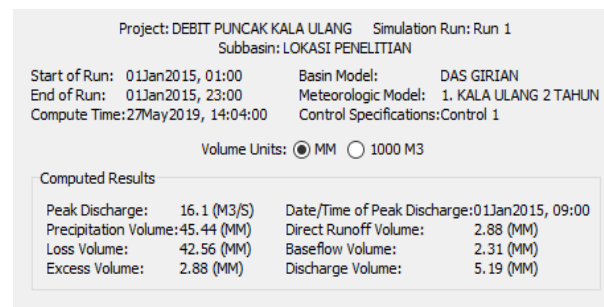 Project: DEBIT PUNCAK KALA ULANG Simulation Run: Run 1
Subbasin: LOKASI PENELITIAN
Start of Run: 01Jan2015, 01:00 Basin Model: DAS GIRIAN
End of Run: 01Jan2015, 23:00 Meteorologic Model: 1. KALA ULANG 2 TAHUN
Compute Time:27May2019, 14:04:00 Control Specifications:Control 1
Volume Units: MM 1000 M3
Computed Results
Peak Discharge: 16.1 (M3/S) Date/Time of Peak Discharge:01Jan2015, 09:00
Precipitation Volume:45.44 (MM) Direct Runoff Volume: 2.88 (MM)
Loss Volume: 42.56 (MM) Baseflow Volume: 2.31 (MM)
Excess Volume: 2.88 (MM) Discharge Volume: 5.19 (MM)